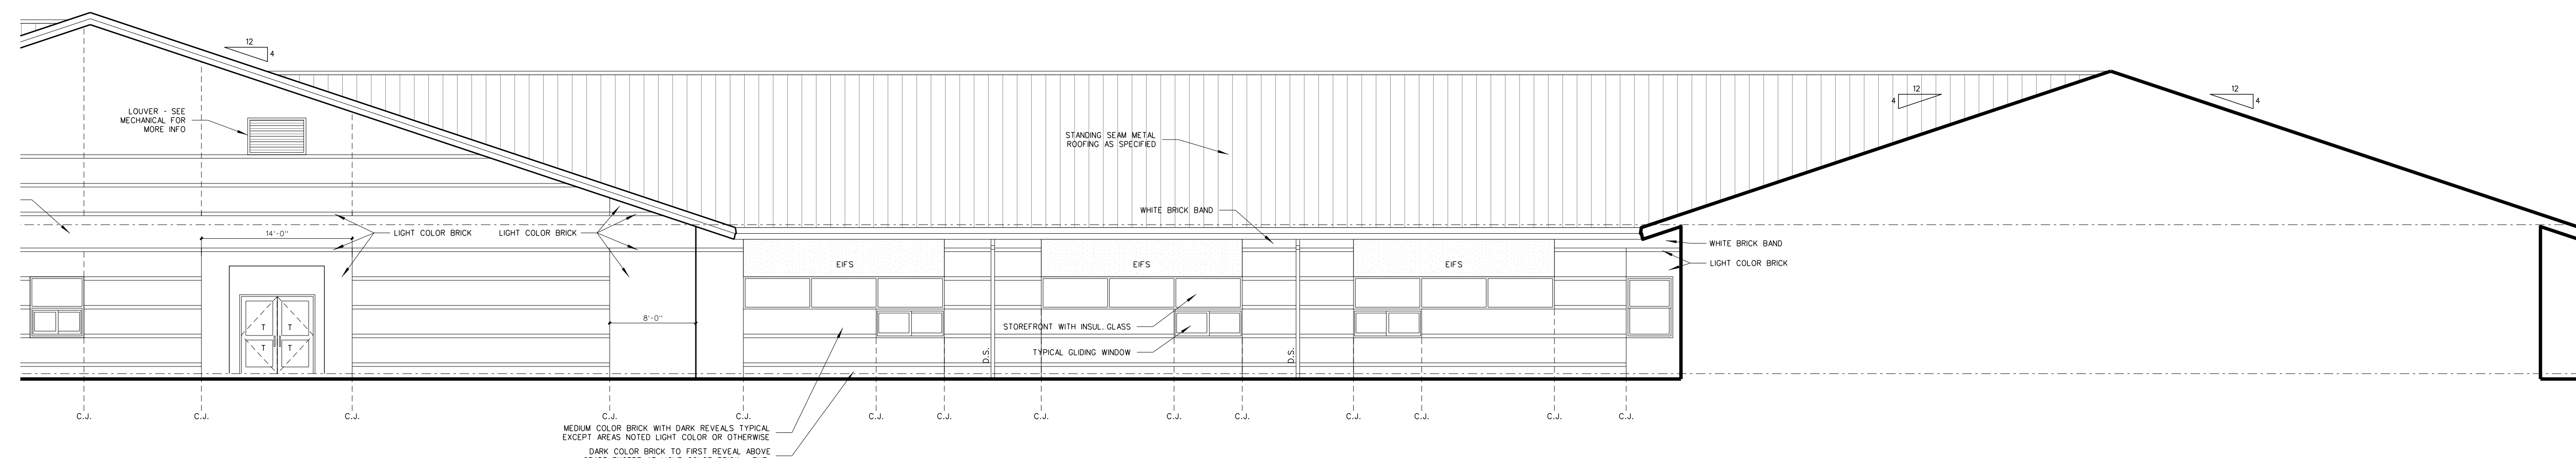 12
4
LOUVER - SEE
MECHANICAL FOR
MORE INFO
12
4
12
4
STANDING SEAM METAL
ROOFING AS SPECIFIED
WHITE BRICK BAND
14'-0"
LIGHT COLOR BRICK
LIGHT COLOR BRICK
WHITE BRICK BAND
LIGHT COLOR BRICK
EIFS
EIFS
EIFS
8'-0"
T
T
T
T
STOREFRONT WITH INSUL. GLASS
TYPICAL GLIDING WINDOW
D.S.
D.S.
C.J.
C.J.
C.J.
C.J.
C.J.
C.J.
C.J.
C.J.
C.J.
C.J.
C.J.
C.J.
C.J.
C.J.
MEDIUM COLOR BRICK WITH DARK REVEALS TYPICAL
EXCEPT AREAS NOTED LIGHT COLOR OR OTHERWISE
DARK COLOR BRICK TO FIRST REVEAL ABOVE